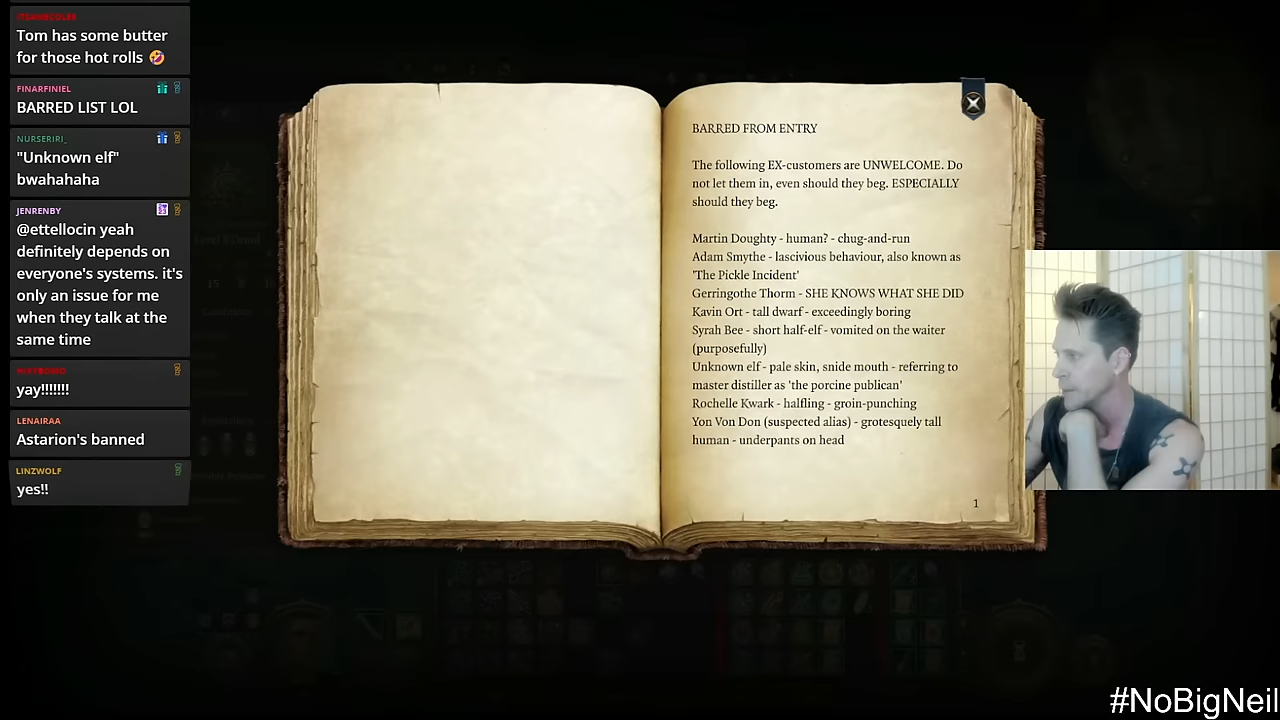 ITSAMECOLEB
Tom has some butter
for those hot rolls 🤣
FINARFINIEL
BARRED LIST LOL
NURSERIRI_
"Unknown elf"
bwahahaha
JENRENBY
@ettellocin yeah
definitely depends on
everyone's systems. it's
only an issue for me
when they talk at the
same time
yay!!!!!!!
LENAIRAA
Astarion's banned
LINZWOLF
yes!!
BARRED FROM ENTRY
The following EX-customers are UNWELCOME. Do
not let them in, even should they beg. ESPECIALLY
should they beg.
Martin Doughty - human? - chug-and-run
Adam Smythe - lascivious behaviour, also known as
'The Pickle Incident'
Gerringothe Thorm - SHE KNOWS WHAT SHE DID
Kavin Ort - tall dwarf - exceedingly boring
Syrah Bee - short half-elf - vomited on the waiter
(purposefully)
Unknown elf - pale skin, snide mouth - referring to
master distiller as 'the porcine publican'
Rochelle Kwark - halfling - groin-punching
Yon Von Don (suspected alias) - grotesquely tall
human - underpants on head
1
#NoBigNeil